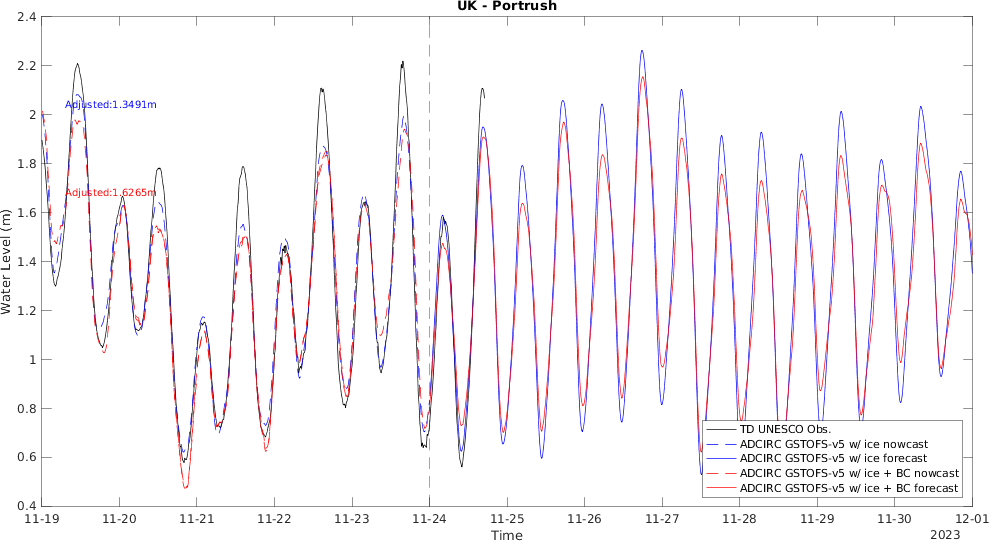 UK - Portrush
2.4
2.2
2
1.8
1.6
1.4
1.2
1
0.8
0.6
0.4
Water Level (m)
Adjusted:1.3491m
Adjusted:1.6265m
TD UNESCO Obs.
ADCIRC GSTOFS-v5 w/ ice nowcast
ADCIRC GSTOFS-v5 w/ ice forecast
ADCIRC GSTOFS-v5 w/ ice + BC nowcast
ADCIRC GSTOFS-v5 w/ ice + BC forecast
11-19 11-20 11-21 11-22 11-23 11-24 11-25 11-26 11-27 11-28 11-29 11-30 12-01
Time
2023